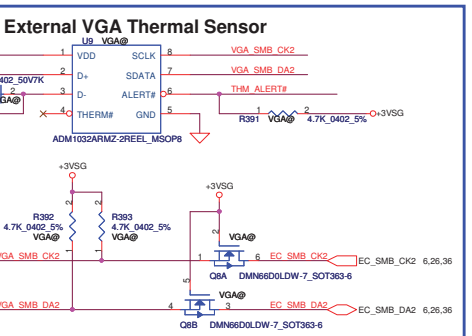 External VGA Thermal Sensor
U9 VGA@
1 VDD SCLK 8 VGA_SMB_CK2
2 D+ SDATA 7 VGA_SMB_DA2
402_50V7K
2 3 D- ALERT# 6 THM_ALERT#
GA@
4 THERM# GND 5
1 2 +3VSG
R391 VGA@ 4.7K_0402_5%
ADM1032ARMZ-2REEL_MSOP8
+3VSG
+3VSG
2 2
R392 R393
4.7K_0402_5% 4.7K_0402_5%
VGA@ VGA@
2 VGA@
1 1
VGA_SMB_CK2 1 6 EC_SMB_CK2 EC_SMB_CK2 6,26,36
Q8A DMN66D0LDW-7_SOT363-6
5
VGA@
VGA_SMB_DA2 4 3 EC_SMB_DA2 EC_SMB_DA2 6,26,36
Q8B DMN66D0LDW-7_SOT363-6